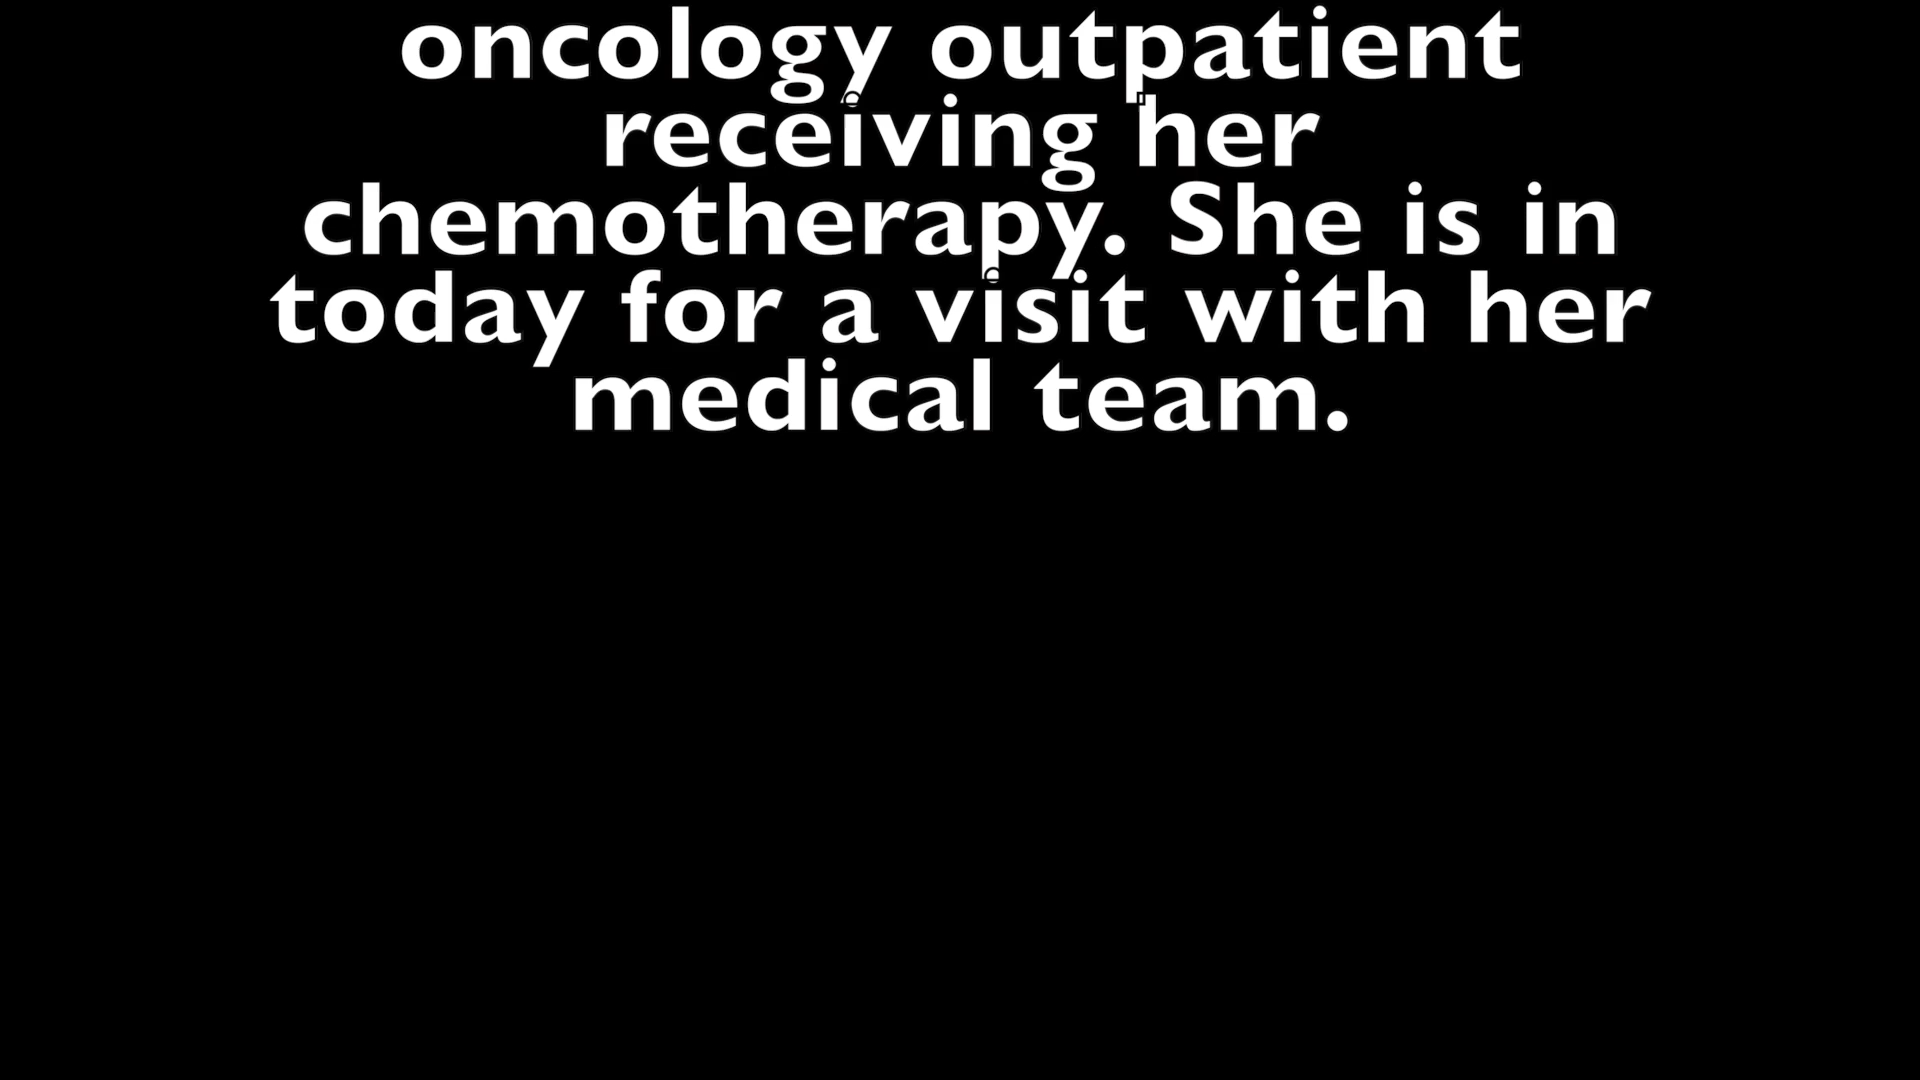 oncology outpatient
receiving her
chemotherapy. She is in
today for a visit with her
medical team.